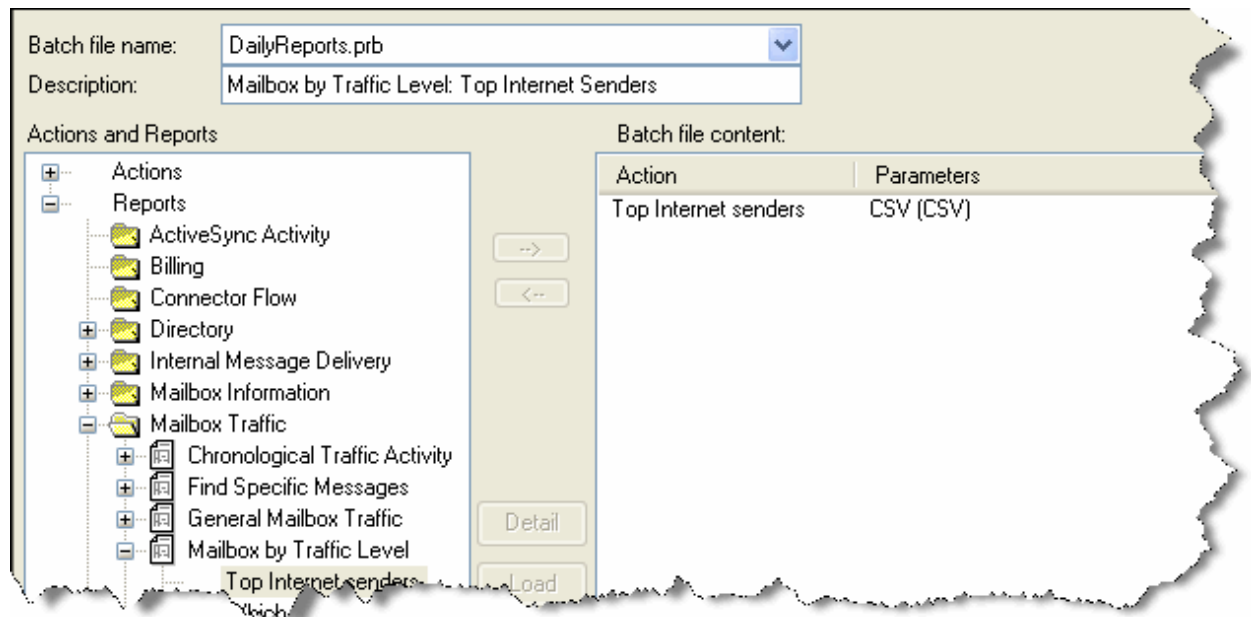 Batch file name: DailyReports.prb
Description: Mailbox by Traffic Level: Top Internet Senders
Actions and Reports
Actions
Reports
ActiveSync Activity
Billing
Connector Flow
Directory
Internal Message Delivery
Mailbox Information
Mailbox Traffic
Chronological Traffic Activity
Find Specific Messages
General Mailbox Traffic
Mailbox by Traffic Level
Top Internet senders
-->
<--
Detail
Load
Batch file content:
Action Parameters
Top Internet senders CSV (CSV)